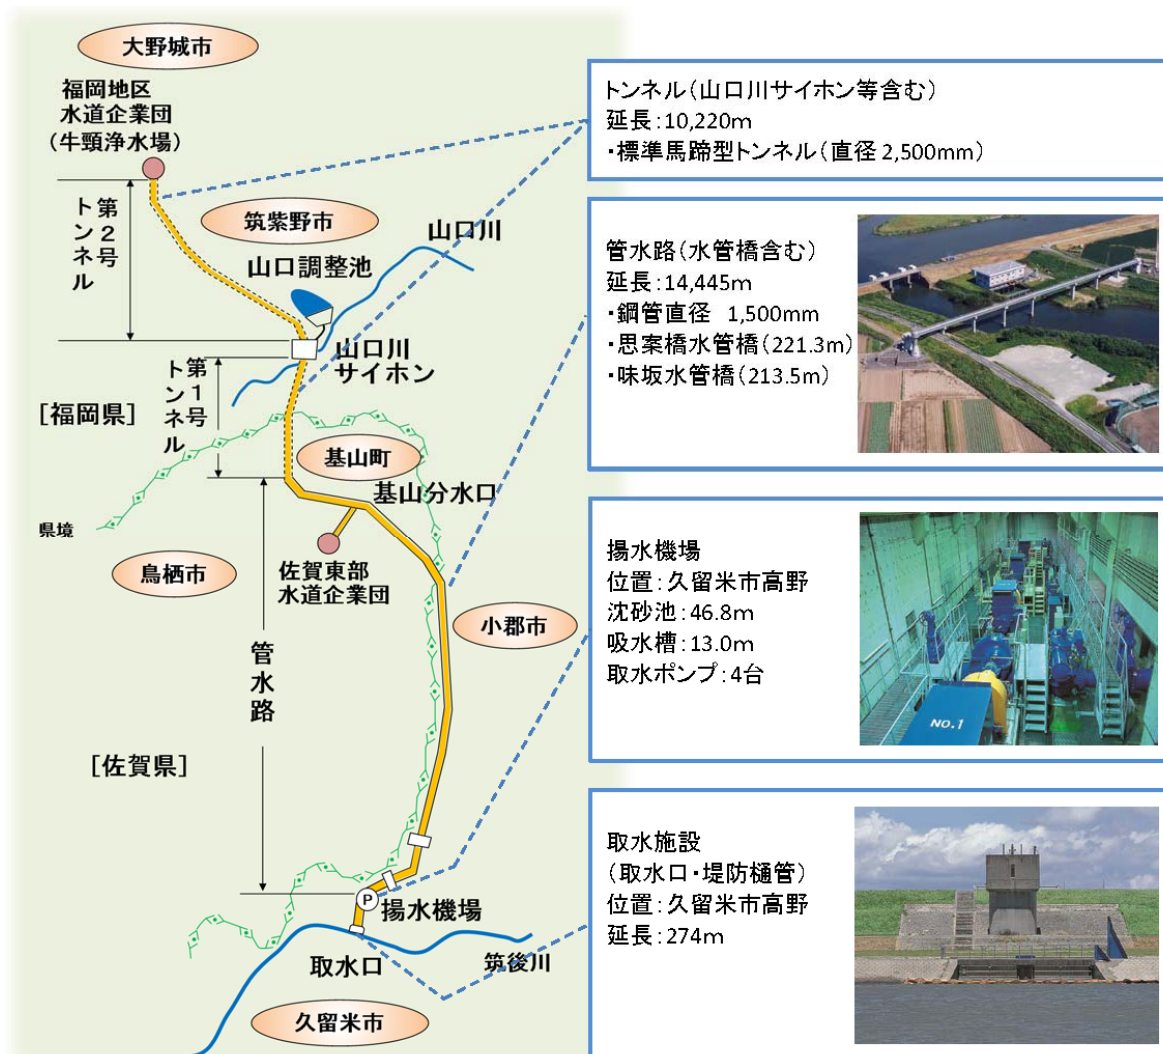 大野城市
福岡地区
水道企業団
(牛頸浄水場)
第2号
トンネル
筑紫野市
山口川
山口調整池
山口川
サイホン
第1号
トンネル
[福岡県]
基山町
基山分水口
県境
鳥栖市
佐賀東部
水道企業団
小郡市
管水路
[佐賀県]
P
揚水機場
取水口
筑後川
久留米市
トンネル(山口川サイホン等含む)
延長:10,220m
・標準馬蹄型トンネル(直径 2,500mm)
管水路(水管橋含む)
延長:14,445m
・鋼管直径 1,500mm
・思案橋水管橋(221.3m)
・味坂水管橋(213.5m)
揚水機場
位置:久留米市高野
沈砂池:46.8m
吸水槽:13.0m
取水ポンプ:4台
NO.1
取水施設
(取水口・堤防樋管)
位置:久留米市高野
延長:274m